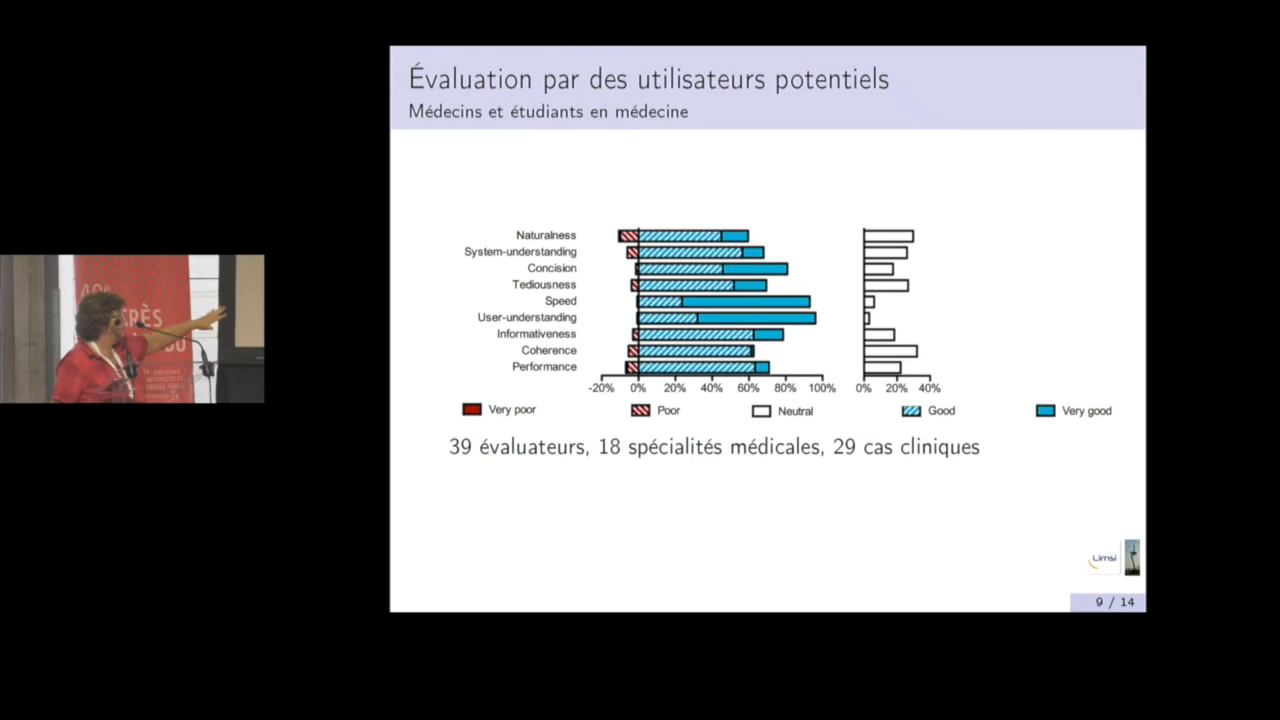 Évaluation par des utilisateurs potentiels
Médecins et étudiants en médecine
Naturalness
System-understanding
Concision
Tediousness
Speed
User-understanding
Informativeness
Coherence
Performance
-20% 0% 20% 40% 60% 80% 100% 0% 20% 40%
Very poor Poor Neutral Good Very good
39 évaluateurs, 18 spécialités médicales, 29 cas cliniques
Limsi
9 / 14